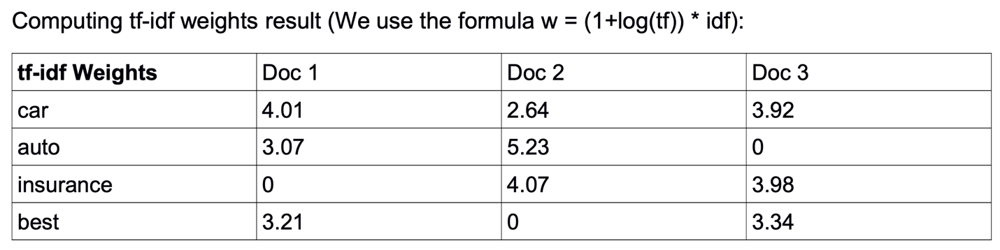 Computing tf-idf weights result (We use the formula w = (1+log(tf)) * idf):
tf-idf Weights Doc 1 Doc 2 Doc 3
car 4.01 2.64 3.92
auto 3.07 5.23 0
insurance 0 4.07 3.98
best 3.21 0 3.34